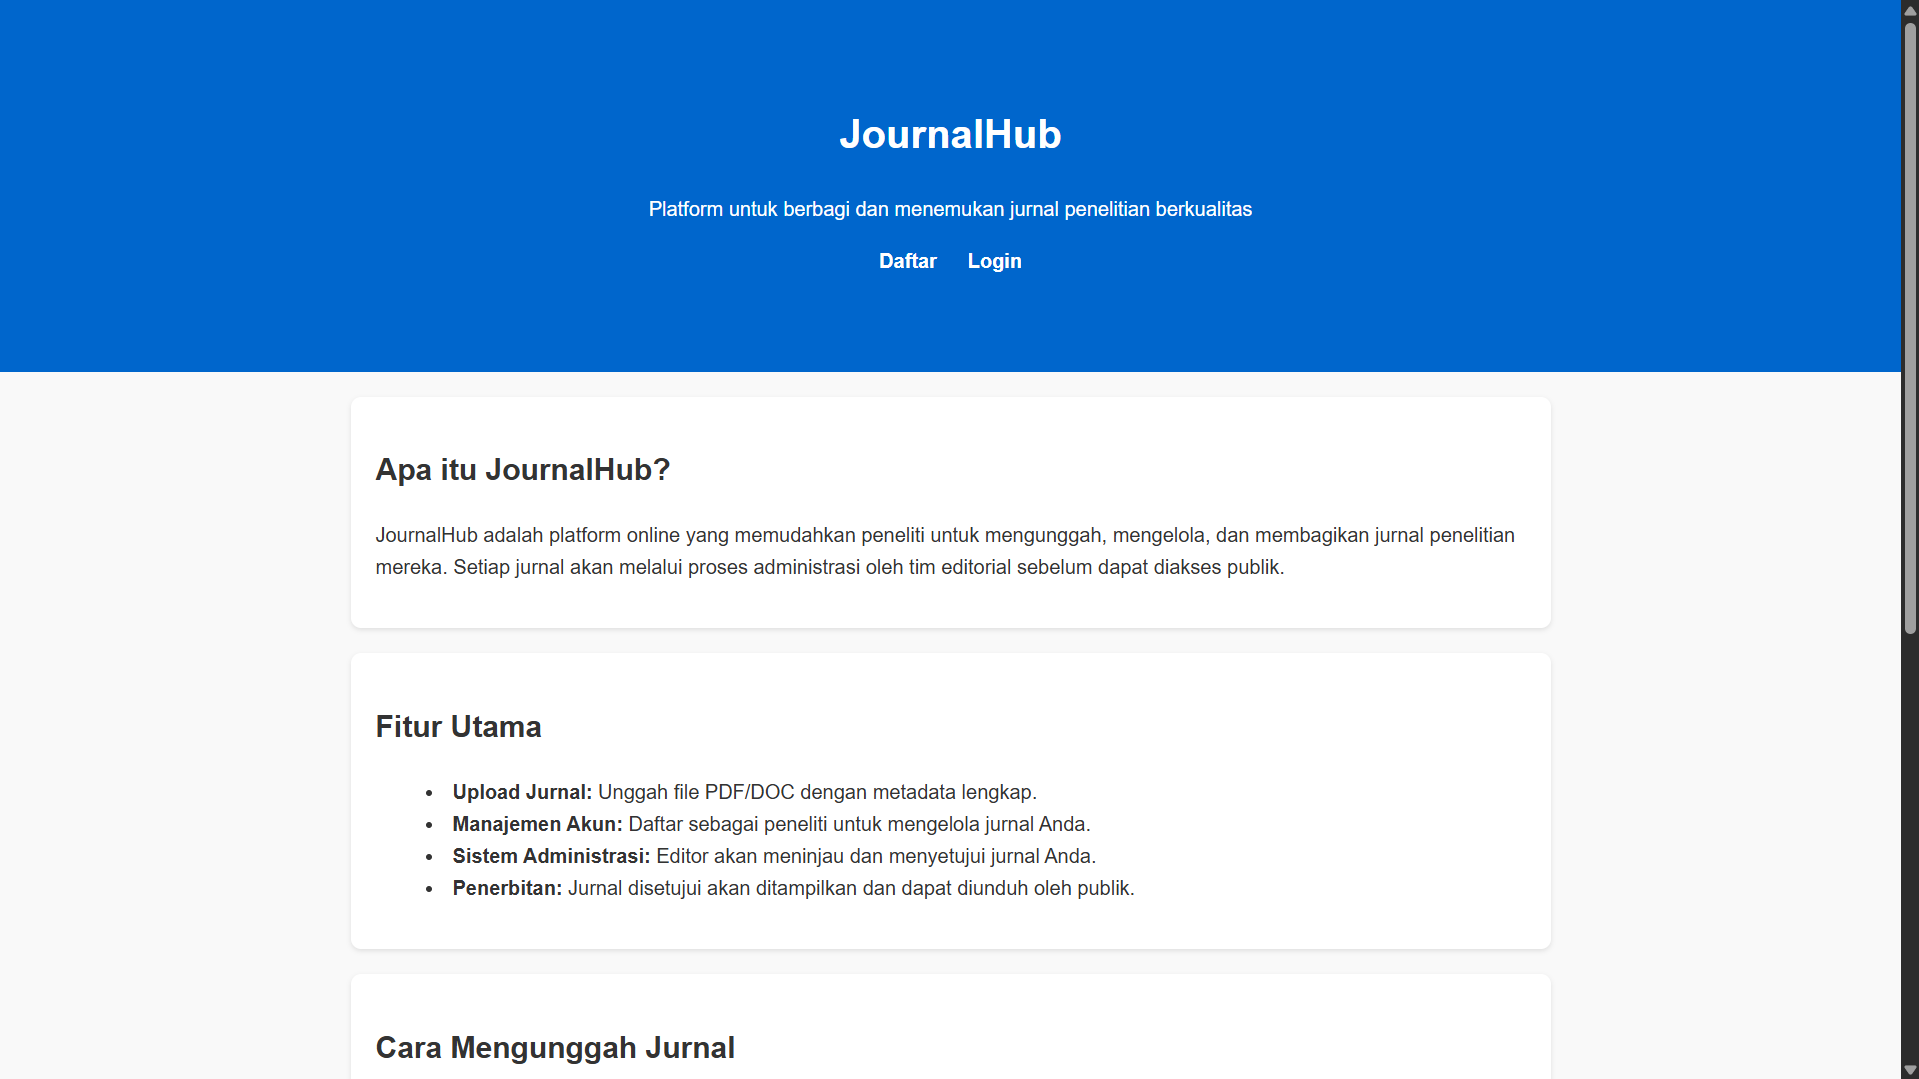 JournalHub
Platform untuk berbagi dan menemukan jurnal penelitian berkualitas
Daftar Login
Apa itu JournalHub?
JournalHub adalah platform online yang memudahkan peneliti untuk mengunggah, mengelola, dan membagikan jurnal penelitian
mereka. Setiap jurnal akan melalui proses administrasi oleh tim editorial sebelum dapat diakses publik.
Fitur Utama
• Upload Jurnal: Unggah file PDF/DOC dengan metadata lengkap.
• Manajemen Akun: Daftar sebagai peneliti untuk mengelola jurnal Anda.
• Sistem Administrasi: Editor akan meninjau dan menyetujui jurnal Anda.
• Penerbitan: Jurnal disetujui akan ditampilkan dan dapat diunduh oleh publik.
Cara Mengunggah Jurnal